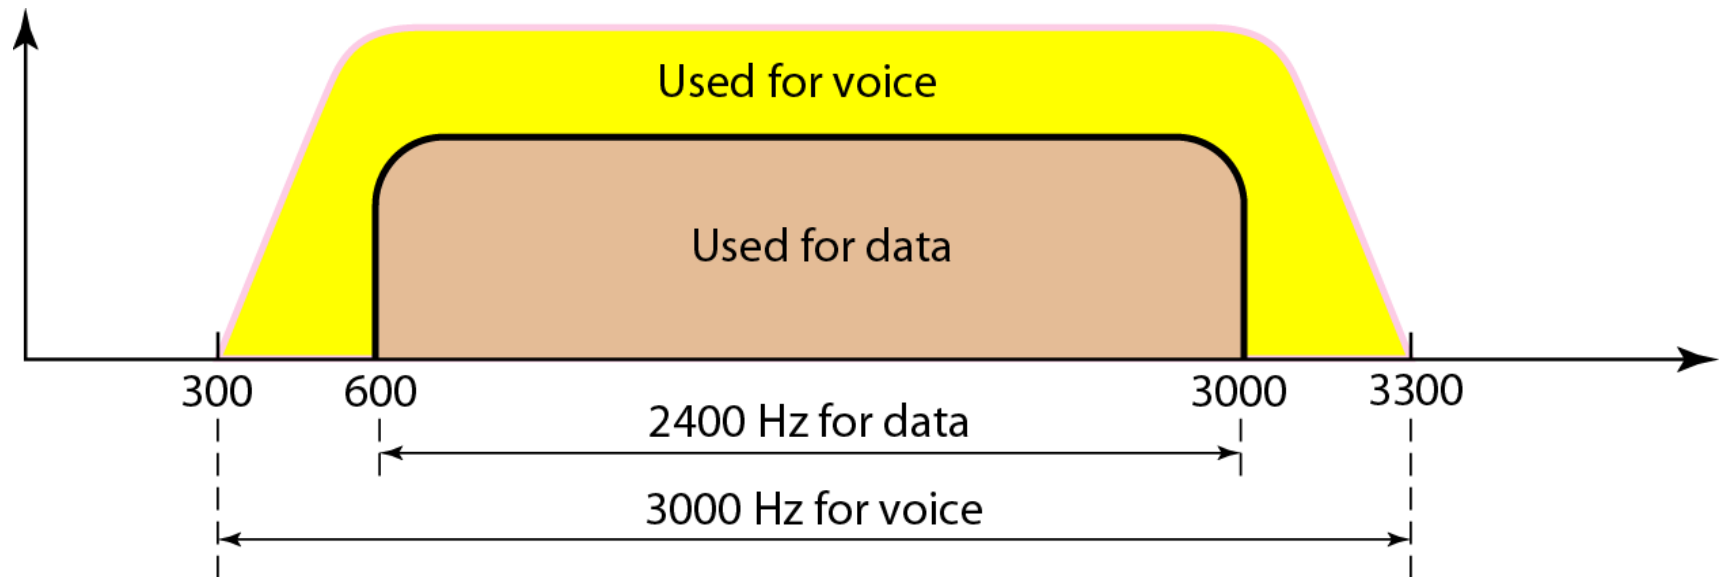 Used for voice
Used for data
300 600 3000 3300
2400 Hz for data
3000 Hz for voice